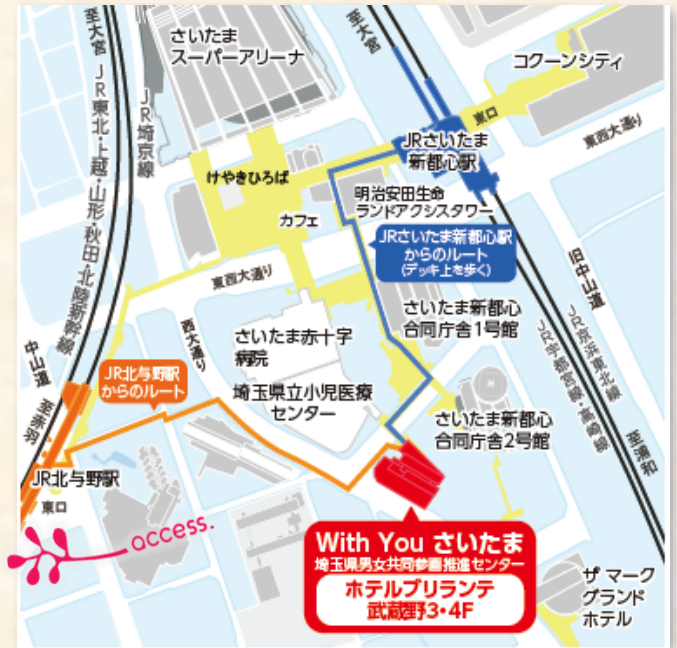 至大宮
JR東北・上越・山形・秋田・北陸新幹線
JR埼京線
さいたま
スーパーアリーナ
至大宮
コクーンシティ
東口
東西大通り
JRさいたま
新都心駅
けやきひろば
明治安田生命
ランドアクシスタワー
カフェ
JRさいたま新都心駅
からのルート
(デッキ上を歩く)
旧中山道
東西大通り
西大通り
さいたま赤十字
病院
さいたま新都心
合同庁舎1号館
JR京浜東北線
JR宇都宮線・高崎線
中山道
至赤羽
JR北与野駅
からのルート
埼玉県立小児医療
センター
さいたま新都心
合同庁舎2号館
至浦和
JR北与野駅
東口
access.
With You さいたま
埼玉県男女共同参画推進センター
ホテルブリランテ
武蔵野3・4F
ザ マーク
グランド
ホテル